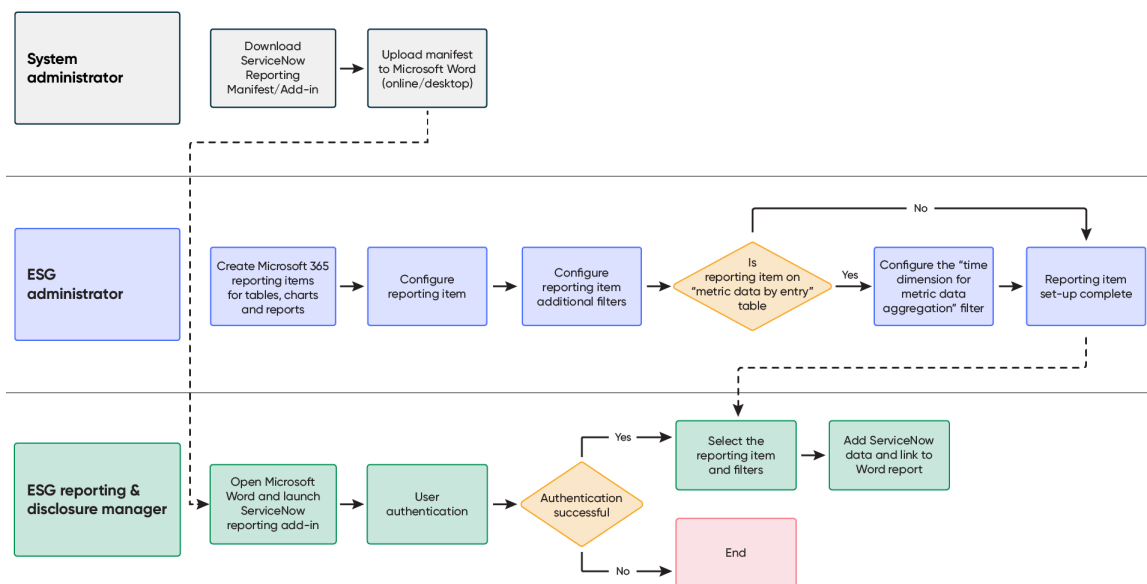 System
administrator
Download
ServiceNow
Reporting
Manifest/Add-in
Upload manifest
to Microsoft Word
(online/desktop)
No
ESG
administrator
Create Microsoft 365
reporting items
for tables, charts
and reports
Configure
reporting item
Configure
reporting item
additional filters
Is
reporting item on
“metric data by entry”
table
Yes
Configure the “time
dimension for
metric data
aggregation” filter
Reporting item
set-up complete
ESG reporting &
disclosure manager
Open Microsoft
Word and launch
ServiceNow
reporting add-in
User
authentication
Authentication
successful
Yes
Select the
reporting item
and filters
Add ServiceNow
data and link to
Word report
No
End